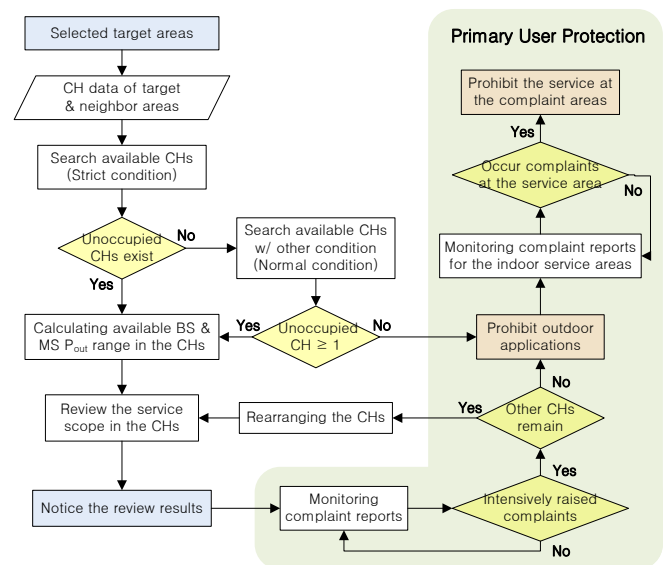 Selected target areas
CH data of target
& neighbor areas
Search available CHs
(Strict condition)
Unoccupied
CHs exist
No
Yes
Search available CHs
w/ other condition
(Normal condition)
Calculating available BS &
MS Pout range in the CHs
Yes
Unoccupied
CH ≥ 1
No
Review the service
scope in the CHs
Rearranging the CHs
Notice the review results
Primary User Protection
Prohibit the service at
the complaint areas
Yes
Occur complaints
at the service area
No
Monitoring complaint reports
for the indoor service areas
Prohibit outdoor
applications
No
Yes
Other CHs
remain
Yes
Monitoring
complaint reports
Intensively raised
complaints
No